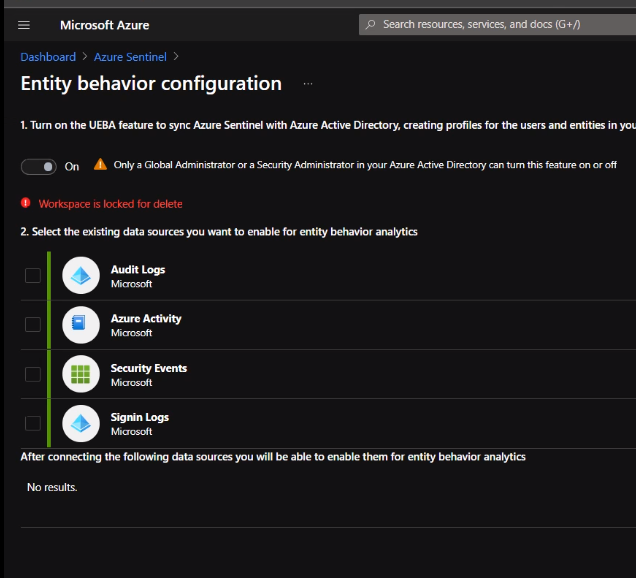 Microsoft Azure
Search resources, services, and docs (G+/)
Dashboard > Azure Sentinel >
Entity behavior configuration ...
1. Turn on the UEBA feature to sync Azure Sentinel with Azure Active Directory, creating profiles for the users and entities in you
On
Only a Global Administrator or a Security Administrator in your Azure Active Directory can turn this feature on or off
Workspace is locked for delete
2. Select the existing data sources you want to enable for entity behavior analytics
Audit Logs
Microsoft
Azure Activity
Microsoft
Security Events
Microsoft
Signin Logs
Microsoft
After connecting the following data sources you will be able to enable them for entity behavior analytics
No results.